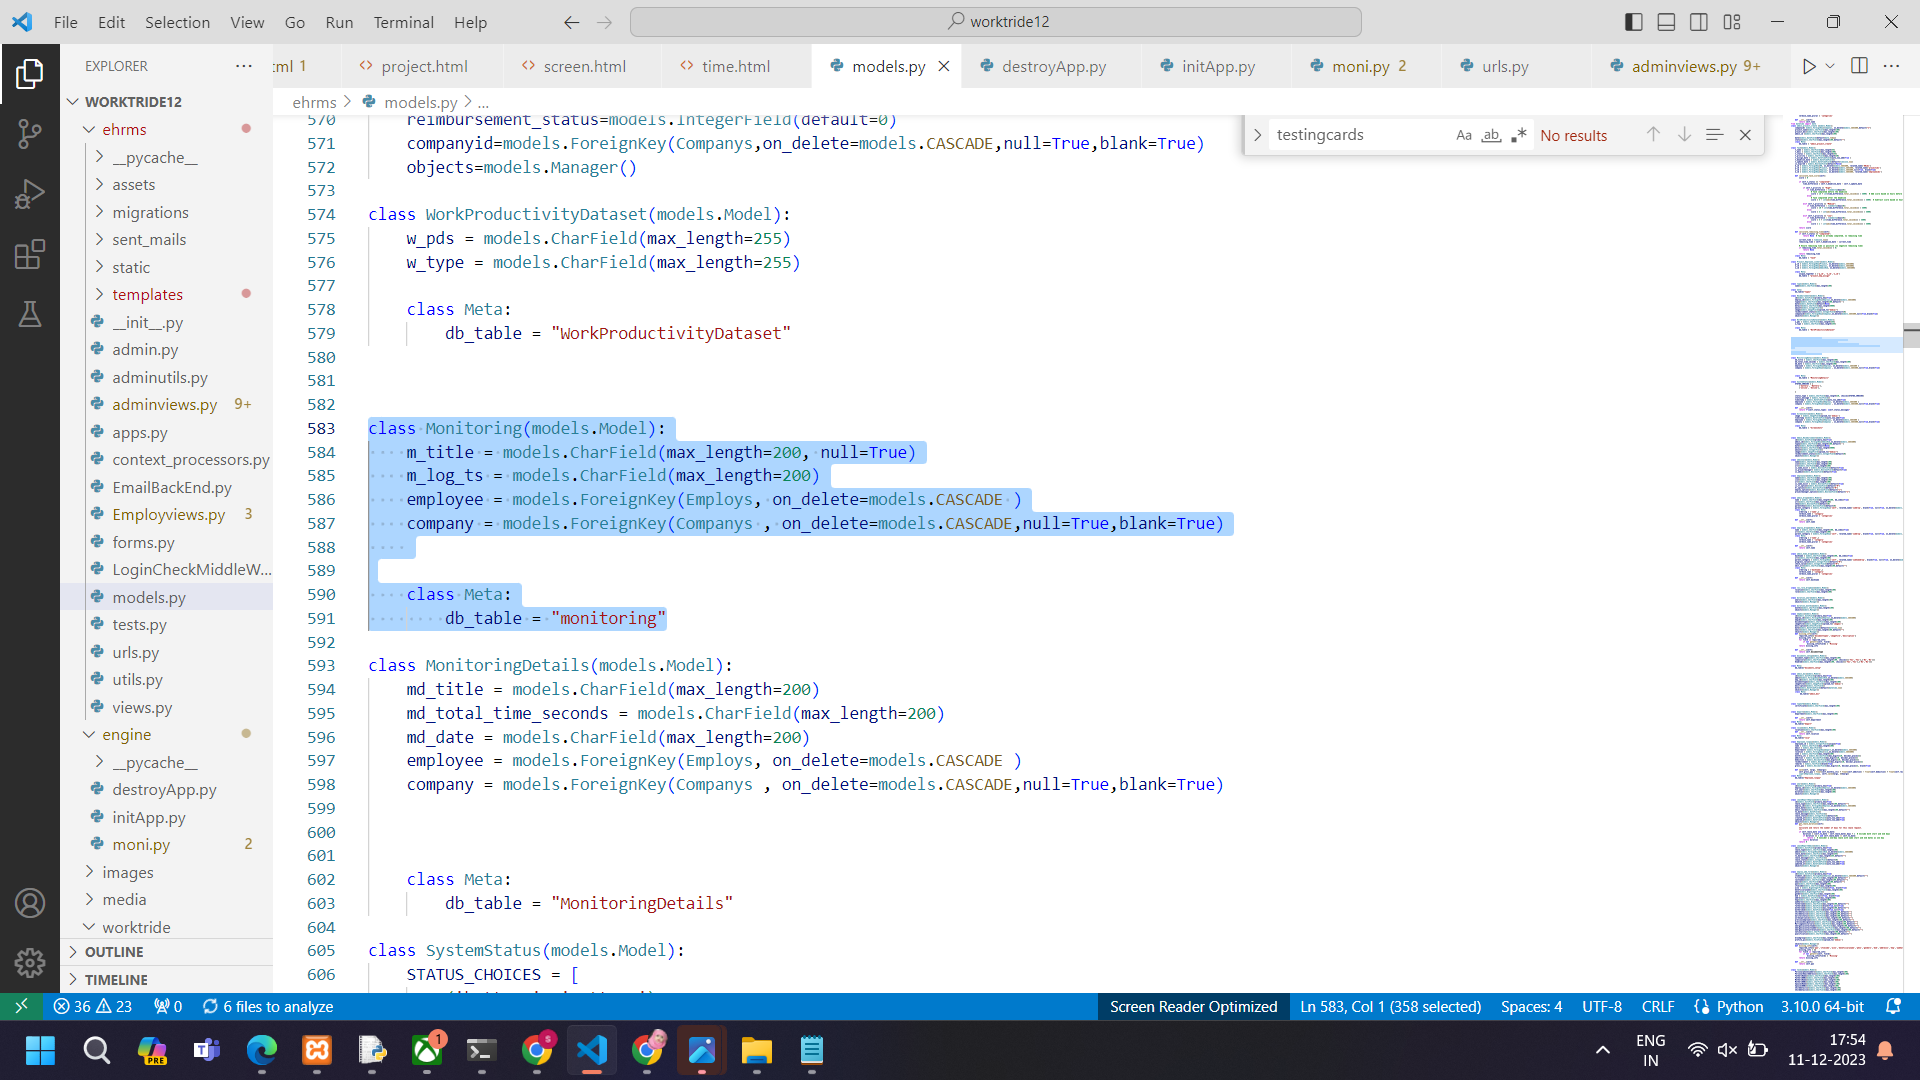 File Edit Selection View Go Run Terminal Help
worktride12
EXPLORER
tml 1
project.html
screen.html
time.html
models.py
destroyApp.py
initApp.py
moni.py 2
urls.py
adminviews.py 9+
WORKTRIDE12
ehrms
__pycache__
assets
migrations
sent_mails
static
templates
__init__.py
admin.py
adminutils.py
adminviews.py 9+
apps.py
context_processors.py
EmailBackEnd.py
Employviews.py 3
forms.py
LoginCheckMiddleW...
models.py
tests.py
urls.py
utils.py
views.py
engine
__pycache__
destroyApp.py
initApp.py
moni.py 2
images
media
worktride
OUTLINE
TIMELINE
ehrms > models.py > ...
testingcards Aa ab No results
570 reimbursement_status=models.IntegerField(default=0)
571 companyid=models.ForeignKey(Companys,on_delete=models.CASCADE,null=True,blank=True)
572 objects=models.Manager()
573
574 class WorkProductivityDataset(models.Model):
575 w_pds = models.CharField(max_length=255)
576 w_type = models.CharField(max_length=255)
577
578 class Meta:
579 db_table = "WorkProductivityDataset"
580
581
582
583 class Monitoring(models.Model):
584 m_title = models.CharField(max_length=200, null=True)
585 m_log_ts = models.CharField(max_length=200)
586 employee = models.ForeignKey(Employs, on_delete=models.CASCADE )
587 company = models.ForeignKey(Companys , on_delete=models.CASCADE,null=True,blank=True)
588
589
590 class Meta:
591 db_table = "monitoring"
592
593 class MonitoringDetails(models.Model):
594 md_title = models.CharField(max_length=200)
595 md_total_time_seconds = models.CharField(max_length=200)
596 md_date = models.CharField(max_length=200)
597 employee = models.ForeignKey(Employs, on_delete=models.CASCADE )
598 company = models.ForeignKey(Companys , on_delete=models.CASCADE,null=True,blank=True)
599
600
601
602 class Meta:
603 db_table = "MonitoringDetails"
604
605 class SystemStatus(models.Model):
606 STATUS_CHOICES = [
36 23 0 6 files to analyze
Screen Reader Optimized Ln 583, Col 1 (358 selected) Spaces: 4 UTF-8 CRLF Python 3.10.0 64-bit
PRE
1
S
ENG
IN
17:54
11-12-2023